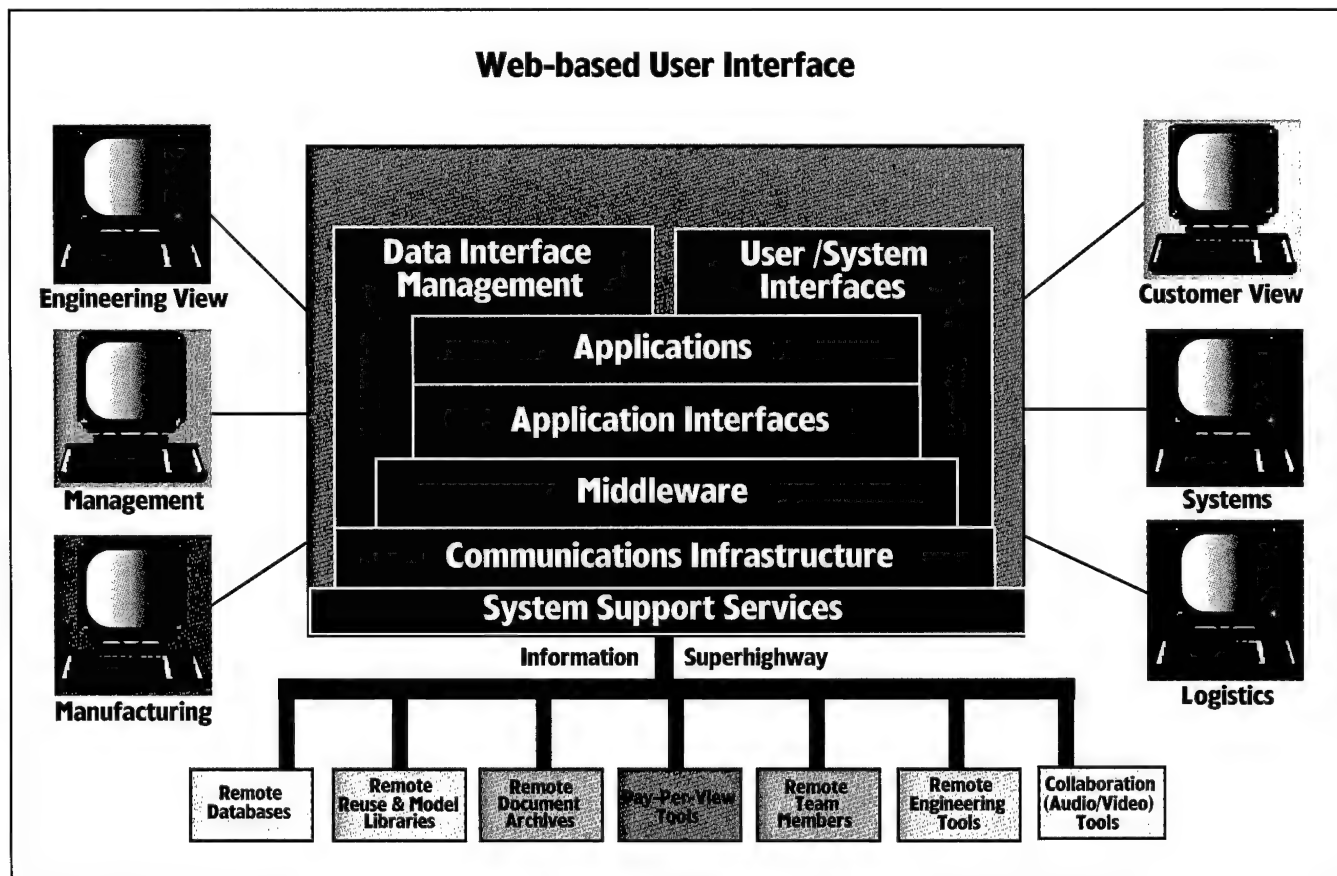 Web-based User Interface
Engineering View
Management
Manufacturing
Data Interface
Management
User /System
Interfaces
Applications
Application Interfaces
Middleware
Communications Infrastructure
System Support Services
Customer View
Systems
Logistics
Information Superhighway
Remote
Databases
Remote
Reuse & Model
Libraries
Remote
Document
Archives
Pay-Per-View
Tools
Remote
Team
Members
Remote
Engineering
Tools
Collaboration
(Audio/Video)
Tools